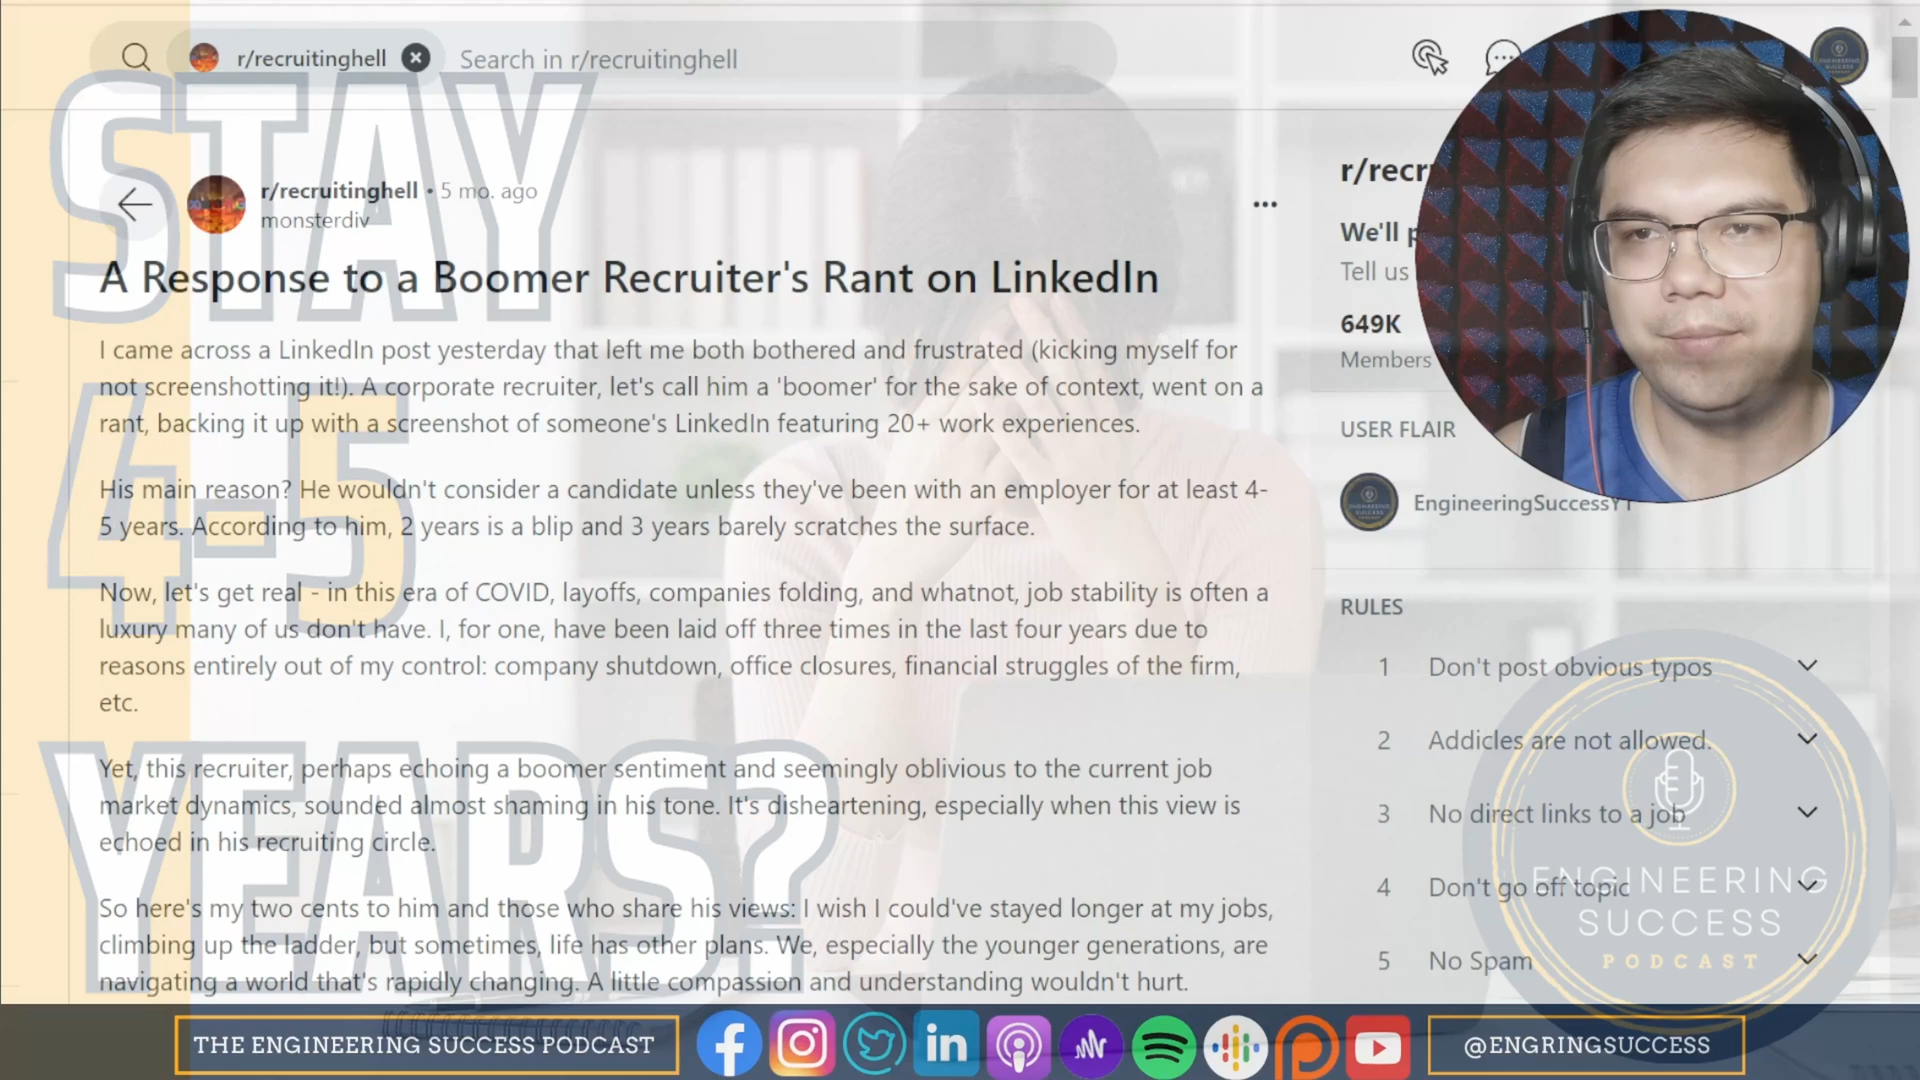 r/recruitinghell
Search in r/recruitinghell
STAY
4-5
YEARS?
r/recruitinghell • 5 mo. ago
monsterdiv
A Response to a Boomer Recruiter's Rant on LinkedIn
I came across a LinkedIn post yesterday that left me both bothered and frustrated (kicking myself for
not screenshotting it!). A corporate recruiter, let's call him a 'boomer' for the sake of context, went on a
rant, backing it up with a screenshot of someone's LinkedIn featuring 20+ work experiences.
His main reason? He wouldn't consider a candidate unless they've been with an employer for at least 4-
5 years. According to him, 2 years is a blip and 3 years barely scratches the surface.
Now, let's get real - in this era of COVID, layoffs, companies folding, and whatnot, job stability is often a
luxury many of us don't have. I, for one, have been laid off three times in the last four years due to
reasons entirely out of my control: company shutdown, office closures, financial struggles of the firm,
etc.
Yet, this recruiter, perhaps echoing a boomer sentiment and seemingly oblivious to the current job
market dynamics, sounded almost shaming in his tone. It's disheartening, especially when this view is
echoed in his recruiting circle.
So here's my two cents to him and those who share his views: I wish I could've stayed longer at my jobs,
climbing up the ladder, but sometimes, life has other plans. We, especially the younger generations, are
navigating a world that's rapidly changing. A little compassion and understanding wouldn't hurt.
r/recr
We'll p
Tell us
649K
Members
USER FLAIR
EngineeringSuccessYT
RULES
1 Don't post obvious typos
2 Addicles are not allowed.
3 No direct links to a job
4 Don't go off topic
5 No Spam
ENGINEERING
SUCCESS
PODCAST
THE ENGINEERING SUCCESS PODCAST
in
@ENGRINGSUCCESS